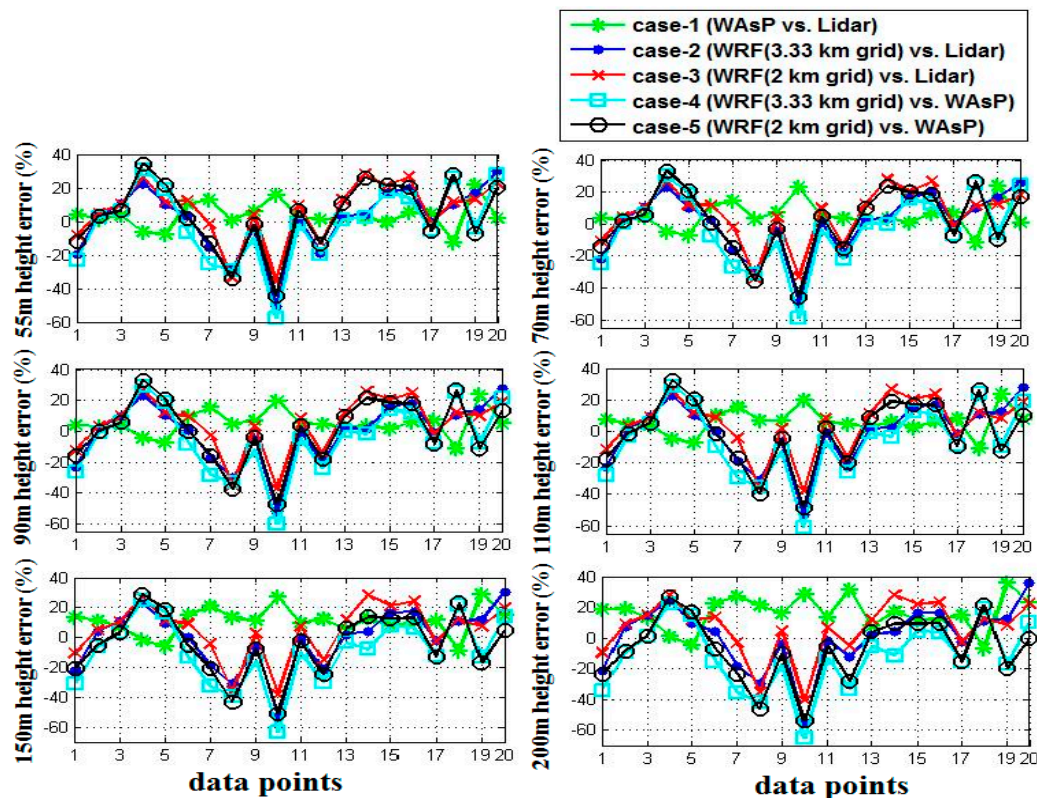 case-1 (WAsP vs. Lidar)
case-2 (WRF(3.33 km grid) vs. Lidar)
case-3 (WRF(2 km grid) vs. Lidar)
case-4 (WRF(3.33 km grid) vs. WAsP)
case-5 (WRF(2 km grid) vs. WAsP)
55m height error (%)
40
20
0
-20
-40
-60
1 3 5 7 9 11 13 15 17 19 20
70m height error (%)
40
20
0
-20
-40
-60
1 3 5 7 9 11 13 15 17 19 20
90m height error (%)
40
20
0
-20
-40
-60
1 3 5 7 9 11 13 15 17 19 20
110m height error (%)
40
20
0
-20
-40
-60
1 3 5 7 9 11 13 15 17 19 20
150m height error (%)
40
20
0
-20
-40
-60
1 3 5 7 9 11 13 15 17 19 20
data points
200m height error (%)
40
20
0
-20
-40
-60
1 3 5 7 9 11 13 15 17 19 20
data points